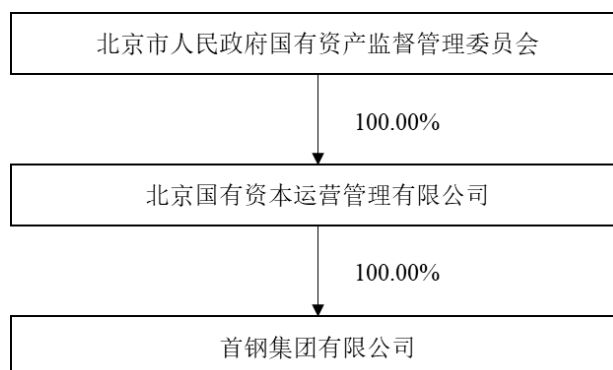 北京市人民政府国有资产监督管理委员会
100.00%
北京国有资本运营管理有限公司
100.00%
首钢集团有限公司